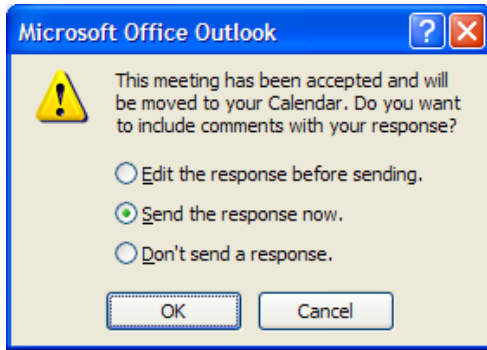 Microsoft Office Outlook
This meeting has been accepted and will
be moved to your Calendar. Do you want
to include comments with your response?
Edit the response before sending.
Send the response now.
Don't send a response.
OK
Cancel